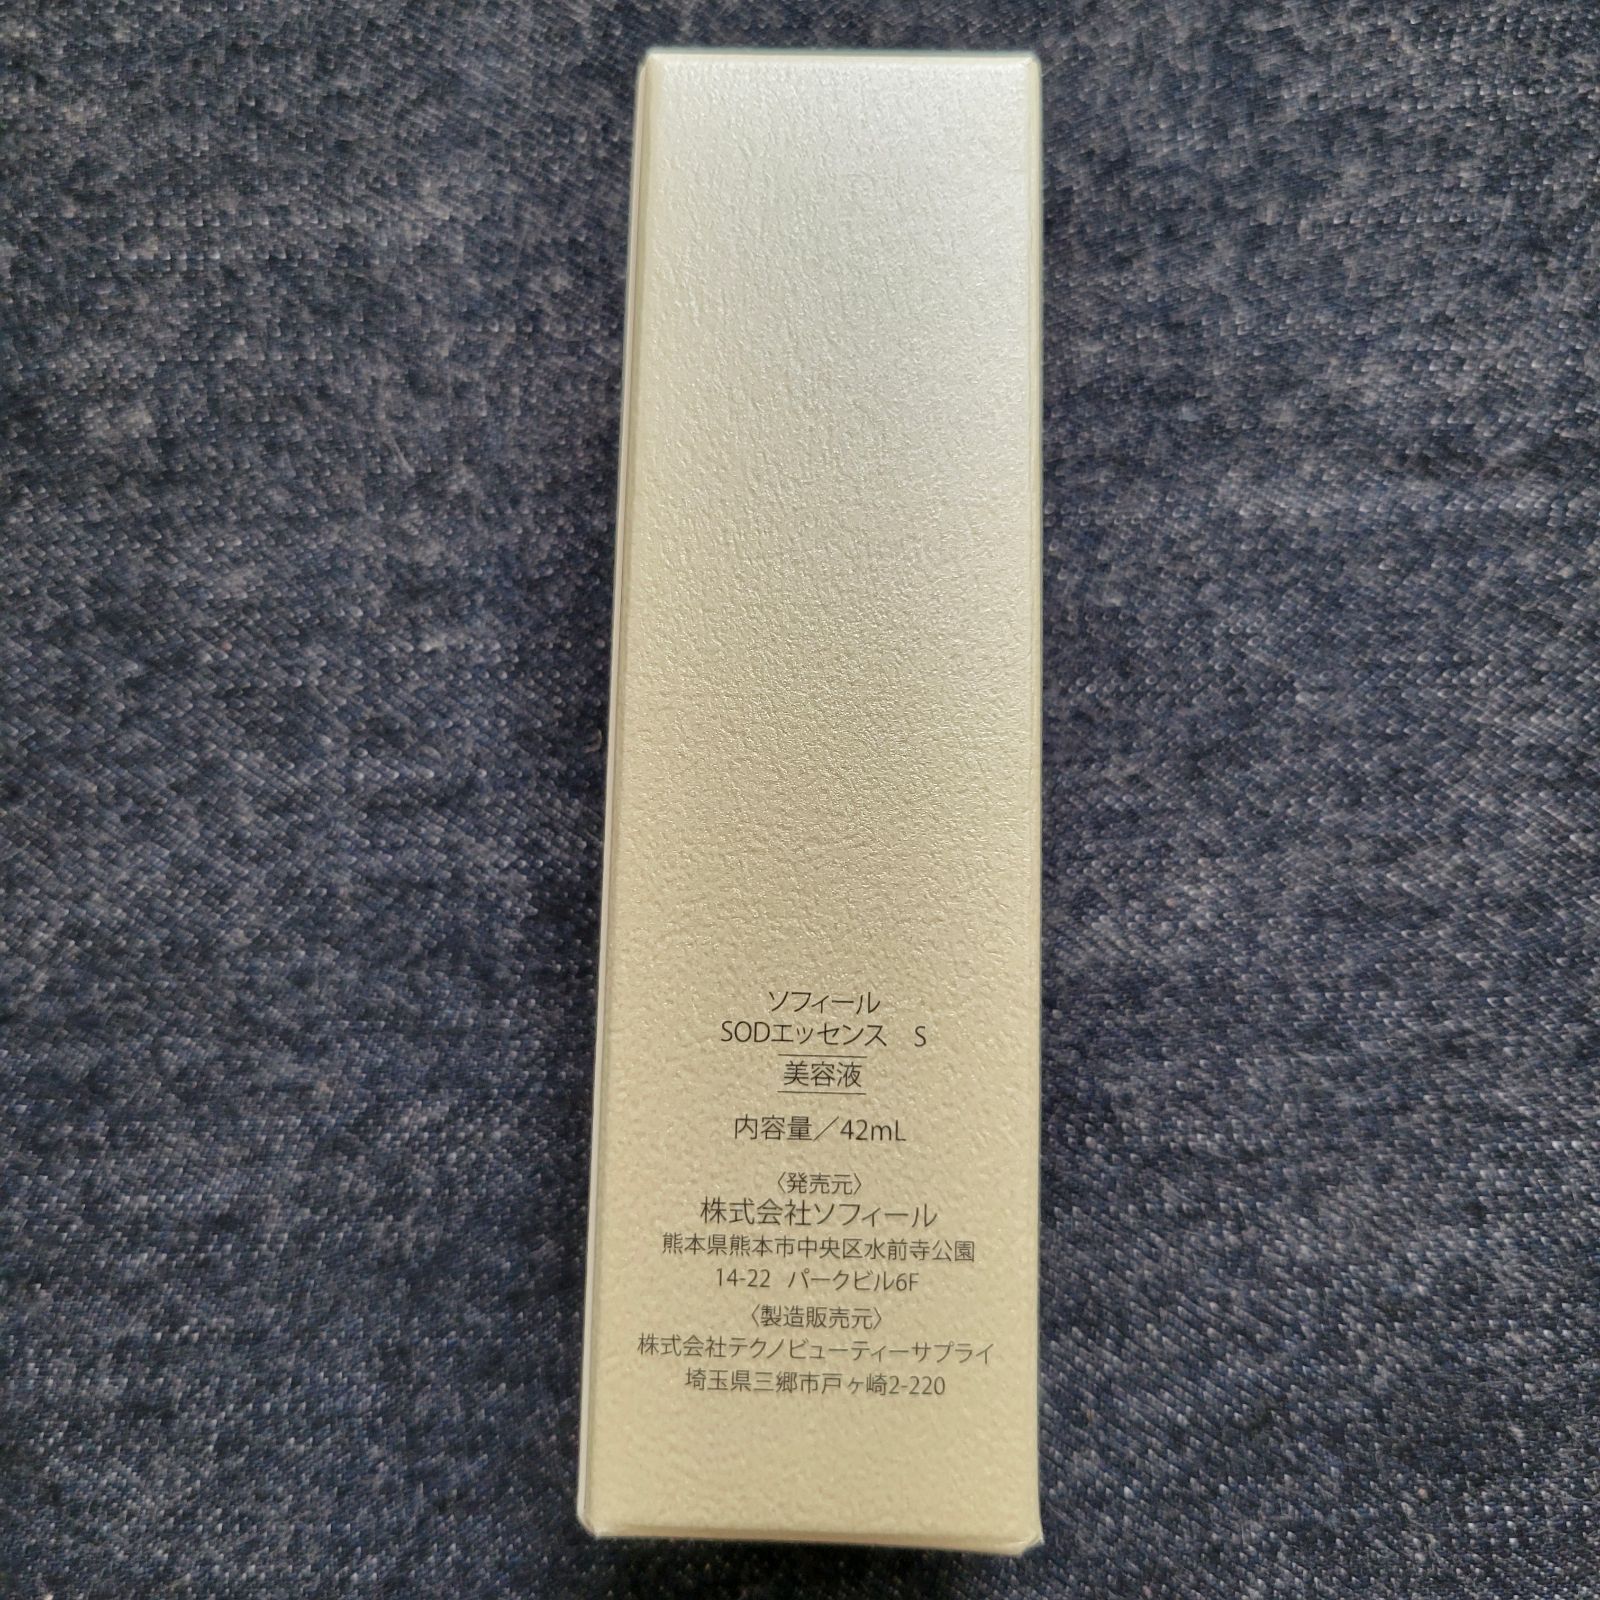 ソフィール
SODエッセンス　S
美容液
内容量／42mL
〈発売元〉
株式会社ソフィール
熊本県熊本市中央区水前寺公園
14-22 パークビル6F
〈製造販売元〉
株式会社テクノビューティーサプライ
埼玉県三郷市戸ヶ崎2-220